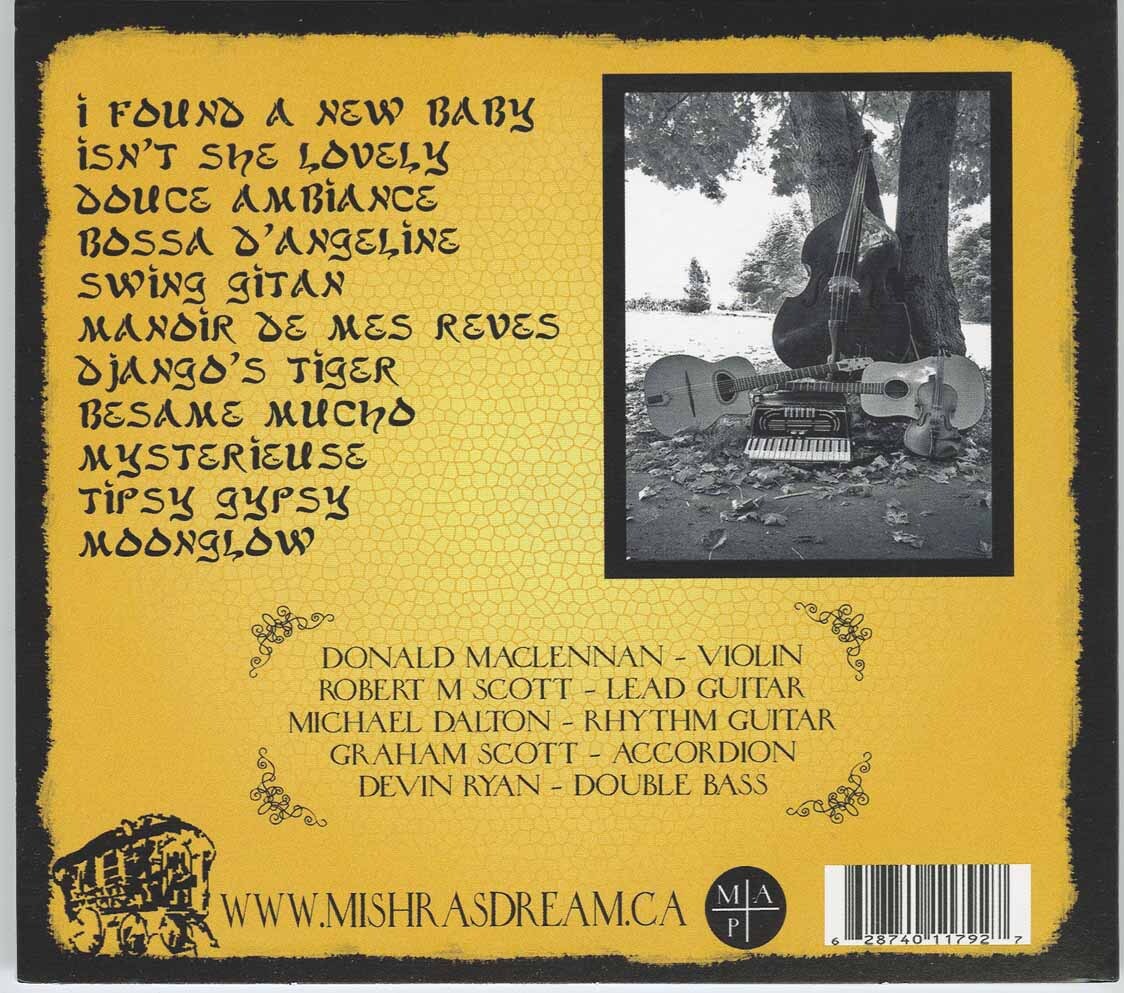 I FOUND A NEW BABY
ISN'T SHE LOVELY
DOUCE AMBIANCE
BOSSA D'ANGELINE
SWING GITAN
MANOIR DE MES REVES
DJANGO'S TIGER
BESAME MUCHO
MYSTERIEUSE
TIPSY GYPSY
MOONGLOW
DONALD MACLENNAN - VIOLIN
ROBERT M SCOTT - LEAD GUITAR
MICHAEL DALTON - RHYTHM GUITAR
GRAHAM SCOTT - ACCORDION
DEVIN RYAN - DOUBLE BASS
WWW.MISHRASDREAM.CA
M A
P
6 28740 11792 7